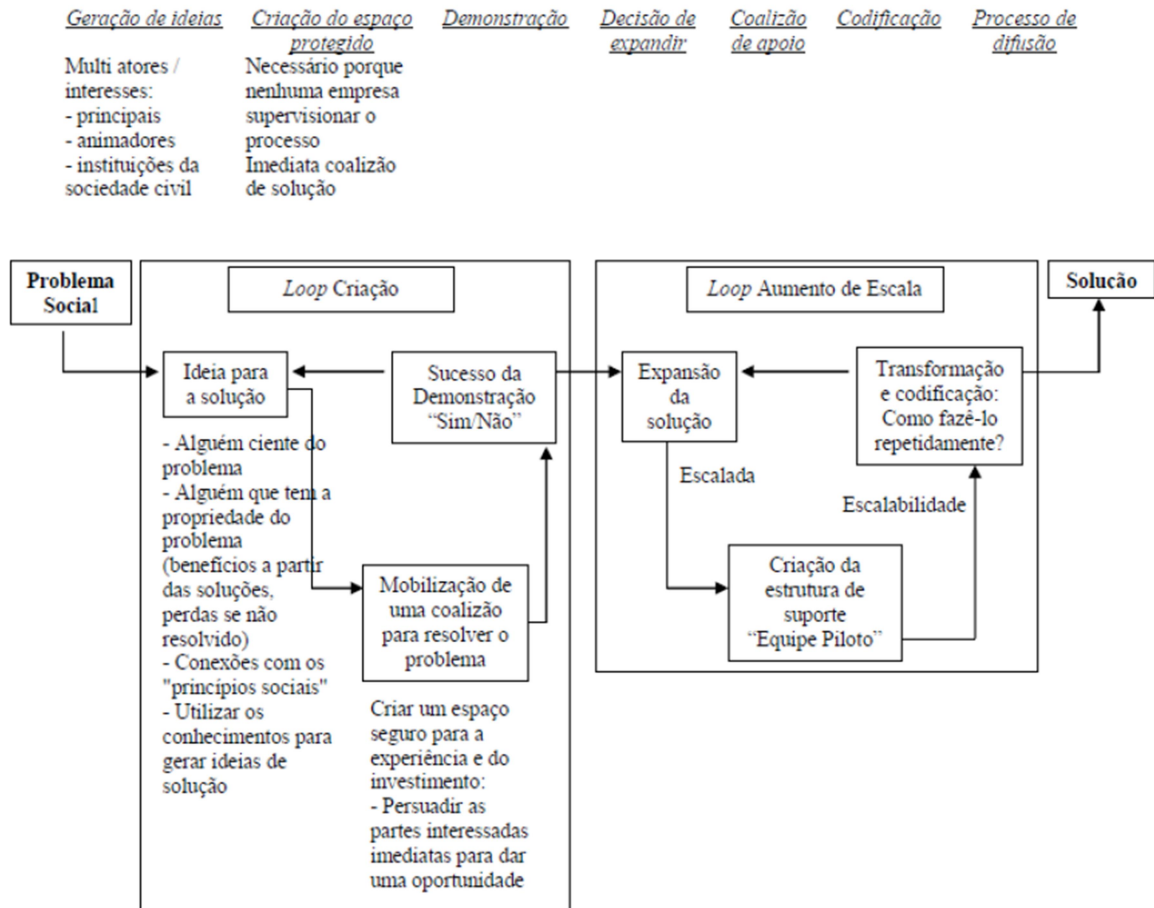 Geração de ideias
Criação do espaço
protegido
Demonstração
Decisão de
expandir
Coalizão
de apoio
Codificação
Processo de
difusão
Multi atores /
interesses:
- principais
- animadores
- instituições da
sociedade civil
Necessário porque
nenhuma empresa
supervisionar o
processo
Imediata coalizão
de solução
Problema
Social
Loop Criação
Ideia para
a solução
Sucesso da
Demonstração
“Sim/Não”
- Alguém ciente do
problema
- Alguém que tem a
propriedade do
problema
(benefícios a partir
das soluções,
perdas se não
resolvido)
- Conexões com os
"princípios sociais"
- Utilizar os
conhecimentos para
gerar ideias de
solução
Mobilização de
uma coalizão
para resolver o
problema
Criar um espaço
seguro para a
experiência e do
investimento:
- Persuadir as
partes interessadas
imediatas para dar
uma oportunidade
Loop Aumento de Escala
Expansão
da
solução
Transformação
e codificação:
Como fazê-lo
repetidamente?
Escalada
Escalabilidade
Criação da
estrutura de
suporte
“Equipe Piloto”
Solução